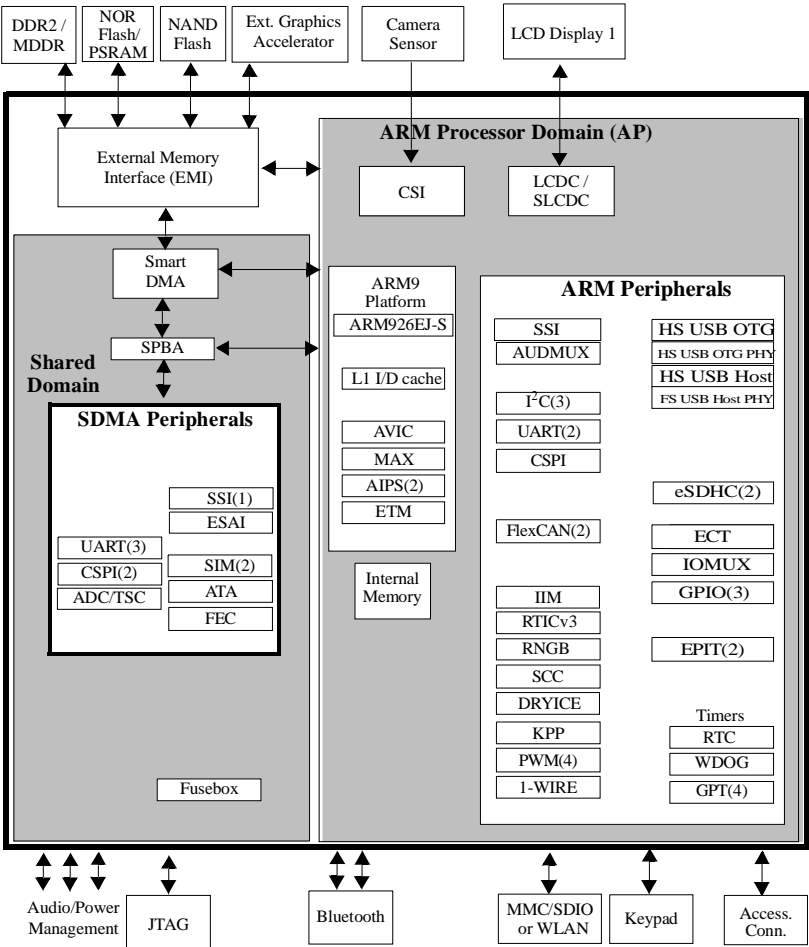 DDR2 /
MDDR
NOR
Flash/
PSRAM
NAND
Flash
Ext. Graphics
Accelerator
Camera
Sensor
LCD Display 1
ARM Processor Domain (AP)
External Memory
Interface (EMI)
CSI
LCDC /
SLCDC
Smart
DMA
SPBA
Shared
Domain
SDMA Peripherals
SSI(1)
ESAI
UART(3)
CSPI(2)
ADC/TSC
SIM(2)
ATA
FEC
Fusebox
ARM9
Platform
ARM926EJ-S
L1 I/D cache
AVIC
MAX
AIPS(2)
ETM
Internal
Memory
ARM Peripherals
SSI
AUDMUX
I²C(3)
UART(2)
CSPI
FlexCAN(2)
IIM
RTICv3
RNGB
SCC
DRYICE
KPP
PWM(4)
1-WIRE
HS USB OTG
HS USB OTG PHY
HS USB Host
FS USB Host PHY
eSDHC(2)
ECT
IOMUX
GPIO(3)
EPIT(2)
Timers
RTC
WDOG
GPT(4)
Audio/Power
Management
JTAG
Bluetooth
MMC/SDIO
or WLAN
Keypad
Access.
Conn.